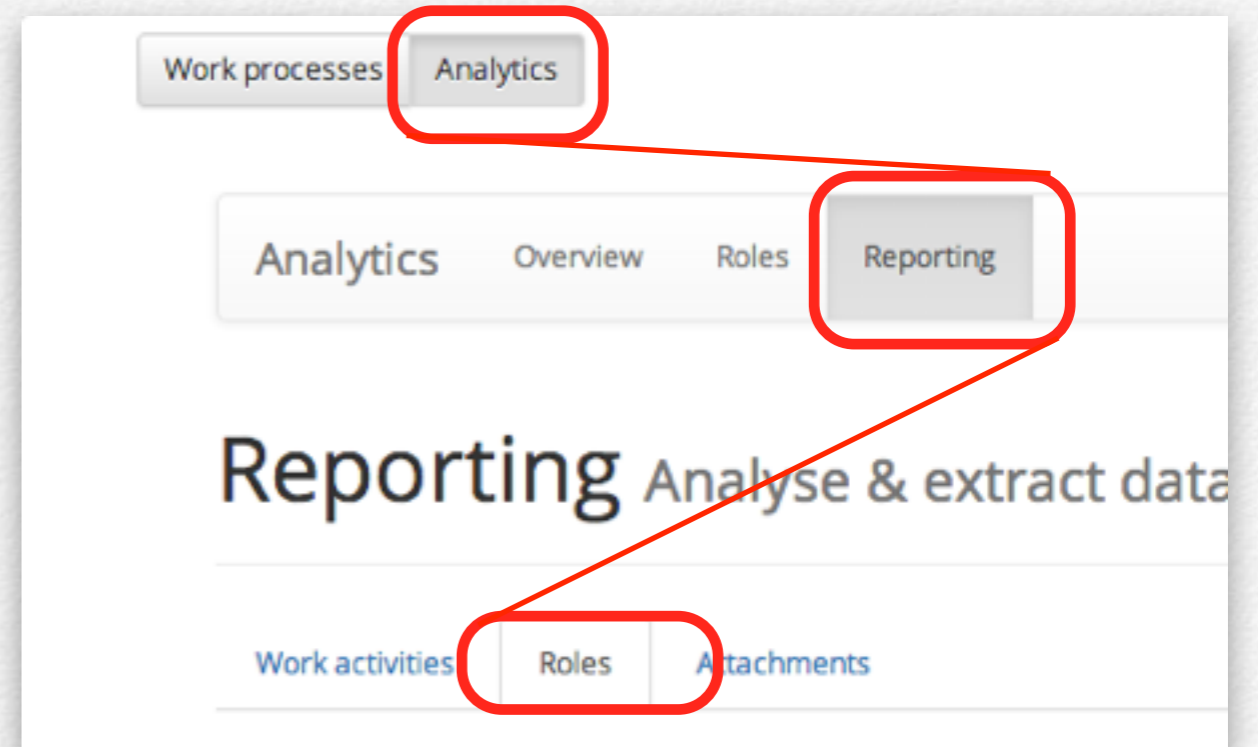 Work processes Analytics
Analytics Overview Roles Reporting
Reporting Analyse & extract data
Work activities Roles Attachments